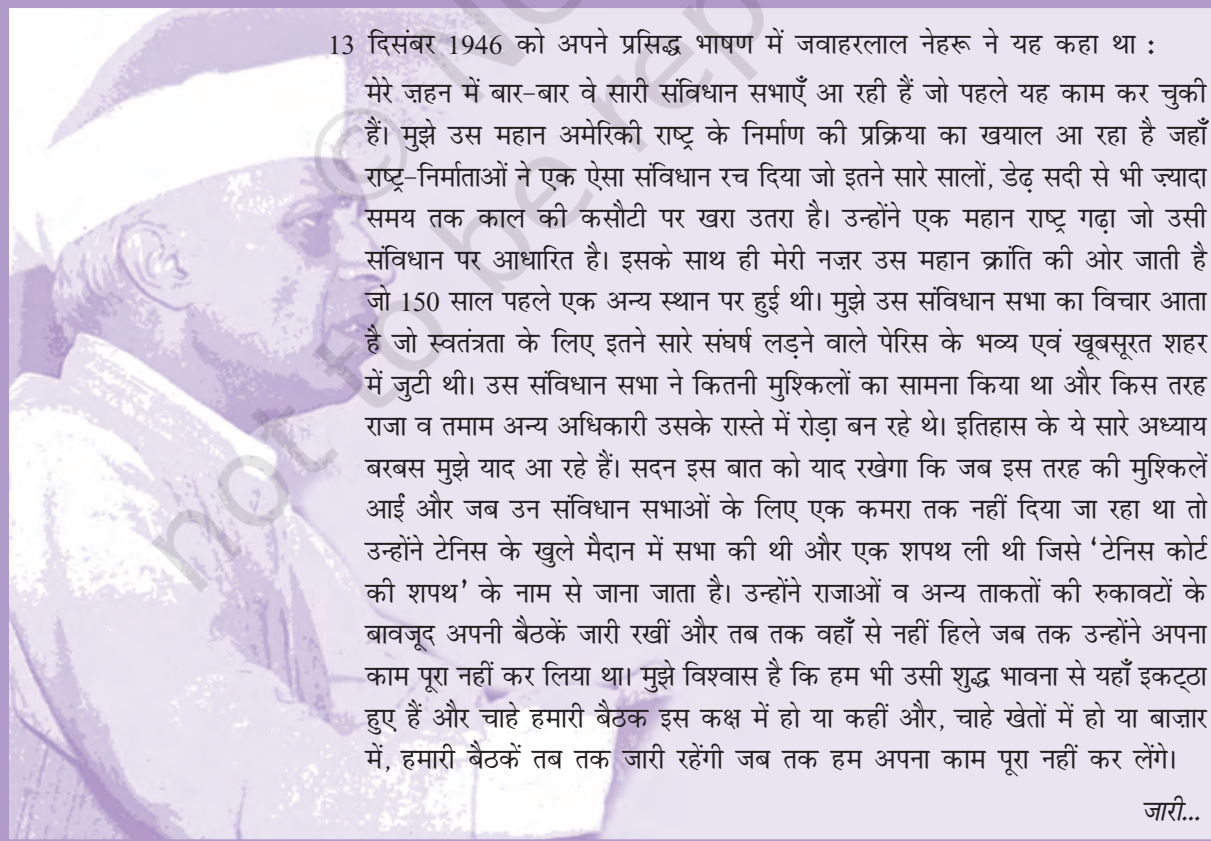 13 दिसंबर 1946 को अपने प्रसिद्ध भाषण में जवाहरलाल नेहरू ने यह कहा था :
मेरे ज़हन में बार-बार वे सारी संविधान सभाएँ आ रही हैं जो पहले यह काम कर चुकी
हैं। मुझे उस महान अमेरिकी राष्ट्र के निर्माण की प्रक्रिया का खयाल आ रहा है जहाँ
राष्ट्र-निर्माताओं ने एक ऐसा संविधान रच दिया जो इतने सारे सालों, डेढ़ सदी से भी ज़्यादा
समय तक काल की कसौटी पर खरा उतरा है। उन्होंने एक महान राष्ट्र गढ़ा जो उसी
संविधान पर आधारित है। इसके साथ ही मेरी नज़र उस महान क्रांति की ओर जाती है
जो 150 साल पहले एक अन्य स्थान पर हुई थी। मुझे उस संविधान सभा का विचार आता
है जो स्वतंत्रता के लिए इतने सारे संघर्ष लड़ने वाले पेरिस के भव्य एवं खूबसूरत शहर
में जुटी थी। उस संविधान सभा ने कितनी मुश्किलों का सामना किया था और किस तरह
राजा व तमाम अन्य अधिकारी उसके रास्ते में रोड़ा बन रहे थे। इतिहास के ये सारे अध्याय
बरबस मुझे याद आ रहे हैं। सदन इस बात को याद रखेगा कि जब इस तरह की मुश्किलें
आईं और जब उन संविधान सभाओं के लिए एक कमरा तक नहीं दिया जा रहा था तो
उन्होंने टेनिस के खुले मैदान में सभा की थी और एक शपथ ली थी जिसे ‘टेनिस कोर्ट
की शपथ’ के नाम से जाना जाता है। उन्होंने राजाओं व अन्य ताकतों की रुकावटों के
बावजूद अपनी बैठकें जारी रखीं और तब तक वहाँ से नहीं हिले जब तक उन्होंने अपना
काम पूरा नहीं कर लिया था। मुझे विश्वास है कि हम भी उसी शुद्ध भावना से यहाँ इकट्ठा
हुए हैं और चाहे हमारी बैठक इस कक्ष में हो या कहीं और, चाहे खेतों में हो या बाज़ार
में, हमारी बैठकें तब तक जारी रहेंगी जब तक हम अपना काम पूरा नहीं कर लेंगे।
जारी...
not to be rep